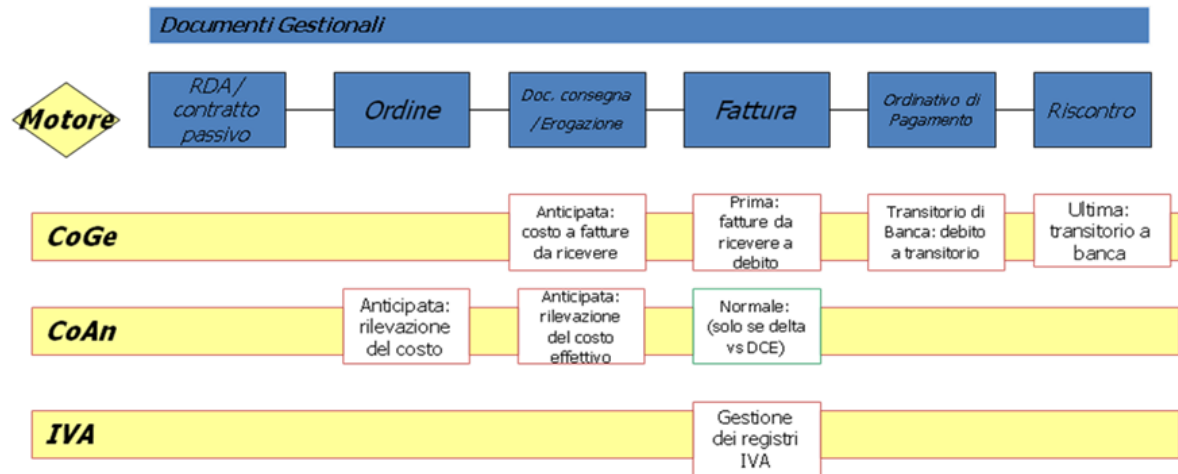 Documenti Gestionali
Motore
RDA /
contratto
passivo
Ordine
Doc. consegna
/Erogazione
Fattura
Ordinativo di
Pagamento
Riscontro
CoGe
Anticipata:
costo a fatture
da ricevere
Prima:
fatture da
ricevere a
debito
Transitorio di
Banca: debito
a transitorio
Ultima:
transitorio a
banca
CoAn
Anticipata:
rilevazione
del costo
Anticipata:
rilevazione
del costo
effettivo
Normale:
(solo se delta
vs DCE)
IVA
Gestione
dei registri
IVA